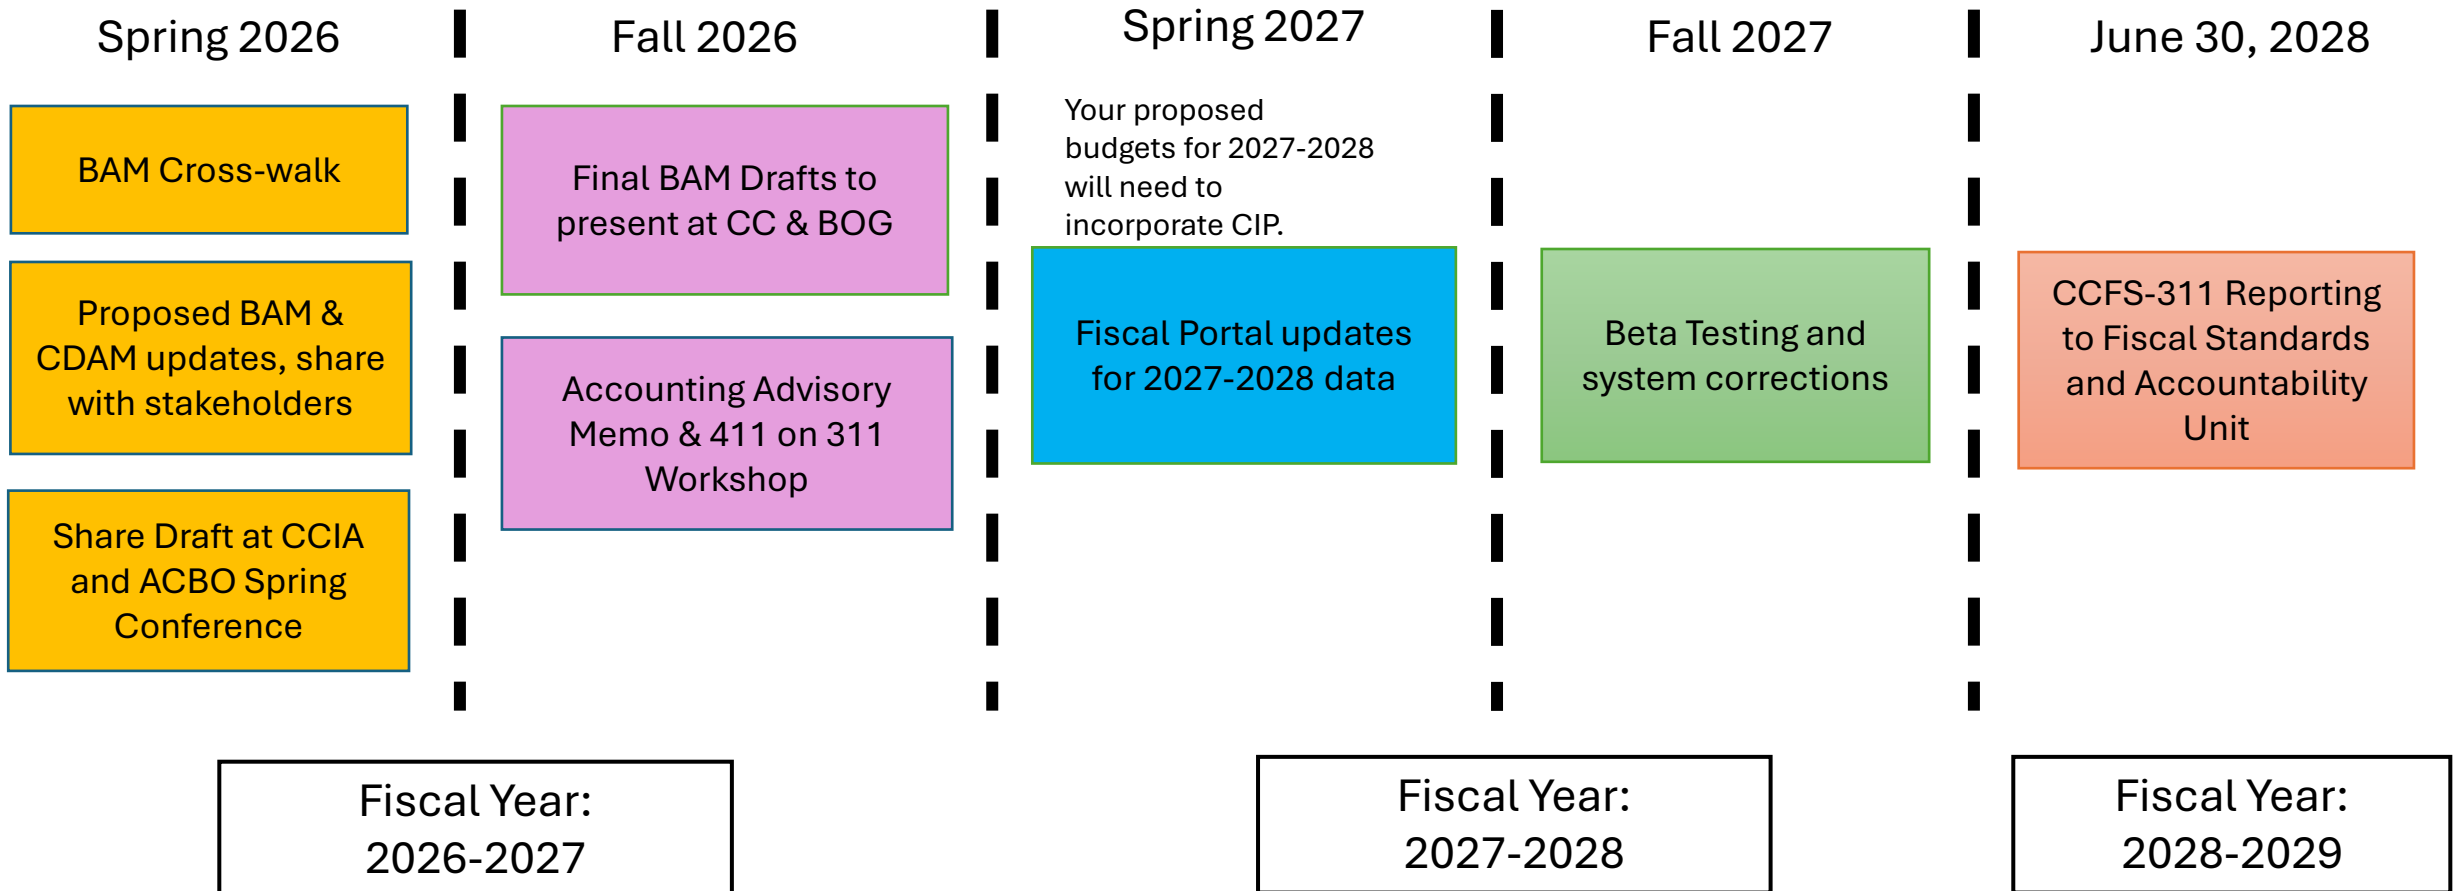 Spring 2026
BAM Cross-walk
Proposed BAM &
CDAM updates, share
with stakeholders
Share Draft at CCIA
and ACBO Spring
Conference
Fall 2026
Final BAM Drafts to
present at CC & BOG
Accounting Advisory
Memo & 411 on 311
Workshop
Spring 2027
Your proposed
budgets for 2027-2028
will need to
incorporate CIP.
Fiscal Portal updates
for 2027-2028 data
Fall 2027
Beta Testing and
system corrections
June 30, 2028
CCFS-311 Reporting
to Fiscal Standards
and Accountability
Unit
Fiscal Year:
2026-2027
Fiscal Year:
2027-2028
Fiscal Year:
2028-2029